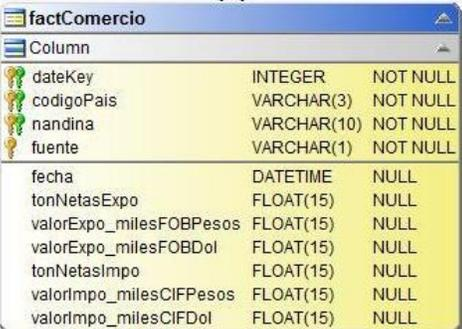 factComercio
Column
dateKey INTEGER NOT NULL
codigoPais VARCHAR(3) NOT NULL
nandina VARCHAR(10) NOT NULL
fuente VARCHAR(1) NOT NULL
fecha DATETIME NULL
tonNetasExpo FLOAT(15) NULL
valorExpo_milesFOBPesos FLOAT(15) NULL
valorExpo_milesFOBDol FLOAT(15) NULL
tonNetasImpo FLOAT(15) NULL
valorImpo_milesCIFPesos FLOAT(15) NULL
valorImpo_milesCIFDol FLOAT(15) NULL